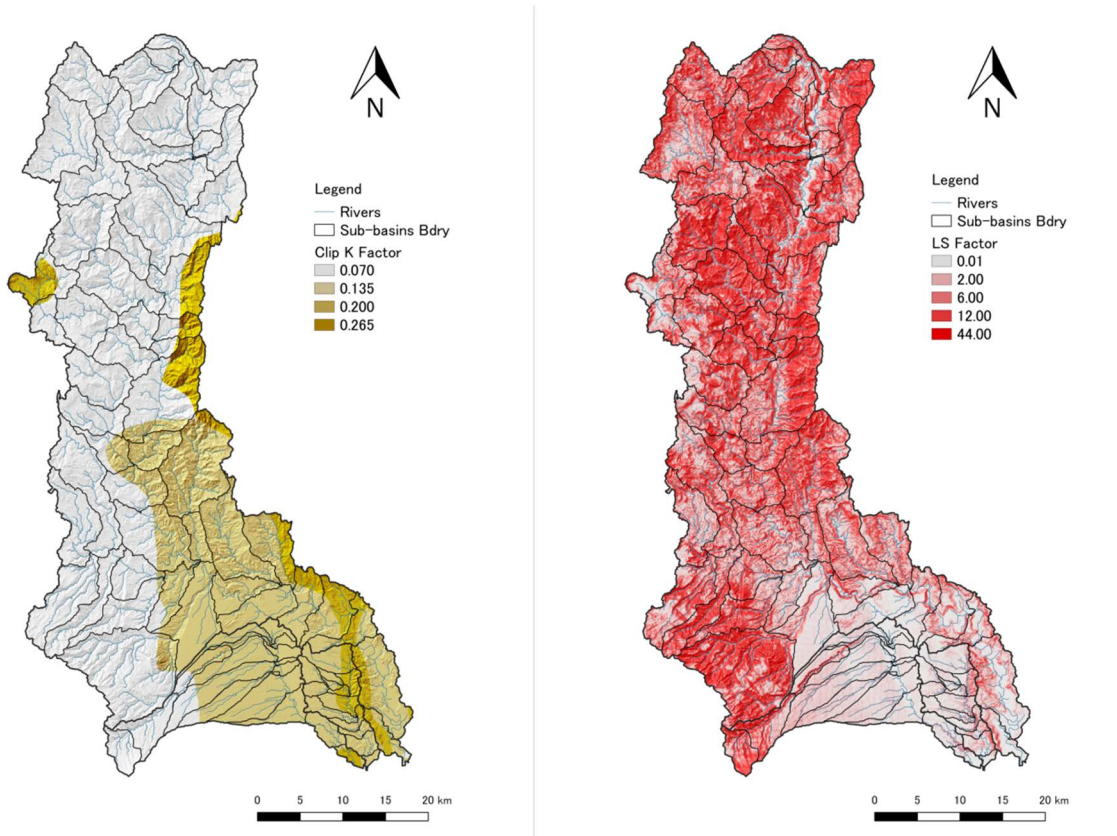 N
Legend
Rivers
Sub-basins Bdry
Clip K Factor
0.070
0.135
0.200
0.265
0 5 10 15 20 km
N
Legend
Rivers
Sub-basins Bdry
LS Factor
0.01
2.00
6.00
12.00
44.00
0 5 10 15 20 km